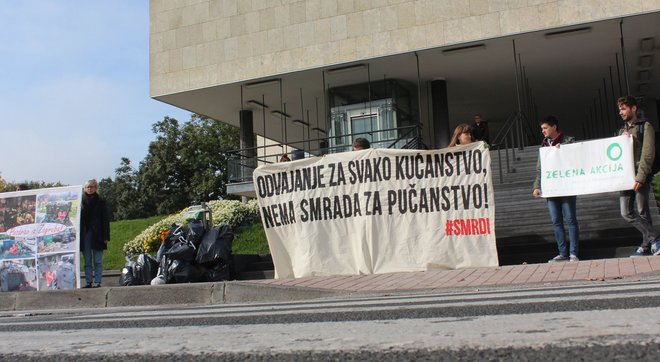 ODVAJANJE ZA SVAKO KUĆANSTVO,
NEMA SMRADA ZA PUČANSTVO!
#SMRDI
ZELENA AKCIJA